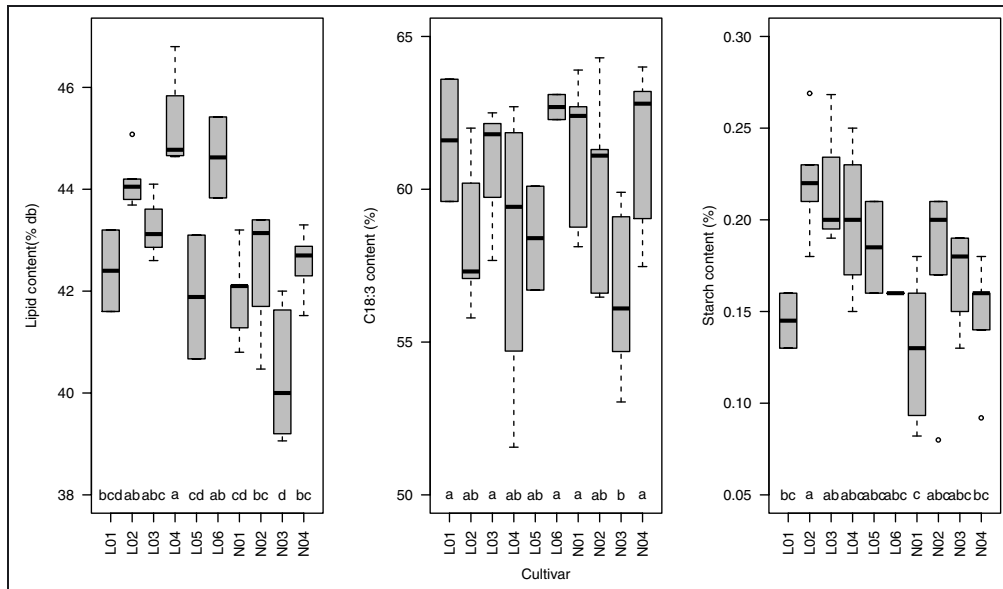 Lipid content(% db)
46
44
42
40
38
bcd ab abc a cd ab cd bc d bc
L01 L02 L03 L04 L05 L06 N01 N02 N03 N04
C18:3 content (%)
65
60
55
50
a ab a ab ab a a ab b a
L01 L02 L03 L04 L05 L06 N01 N02 N03 N04
Cultivar
Starch content (%)
0.30
0.25
0.20
0.15
0.10
0.05
bc a ab abc abc abc c abc abc bc
L01 L02 L03 L04 L05 L06 N01 N02 N03 N04